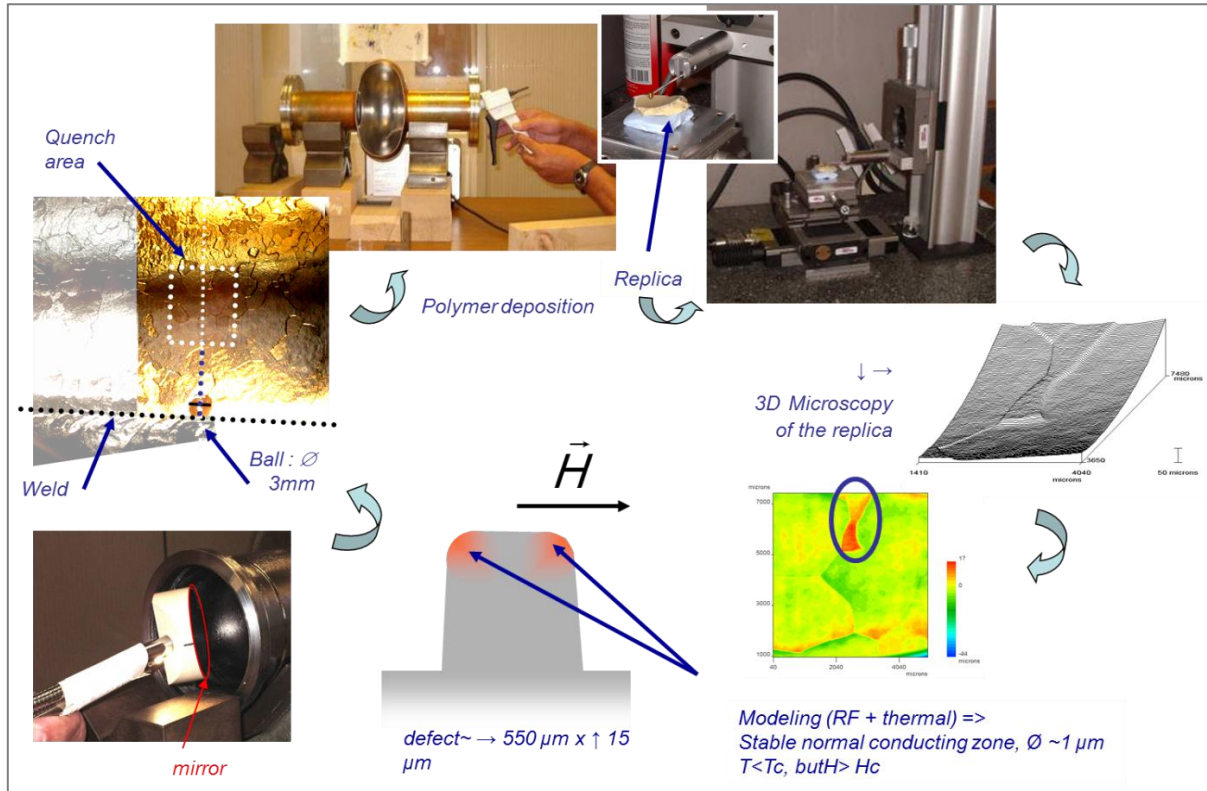 Quench
area
Polymer deposition
Replica
Weld
Ball : ∅
3mm
mirror
↓ →
3D Microscopy
of the replica
7480
microns
3650
microns
1410
microns
4040
50 microns
H
microns
7000
5000
3000
1000
40
2040
4040
microns
17
0
-44
microns
defect~ → 550 µm x ↑ 15
µm
Modeling (RF + thermal) =>
Stable normal conducting zone, Ø ~1 µm
T<Tc, butH> Hc